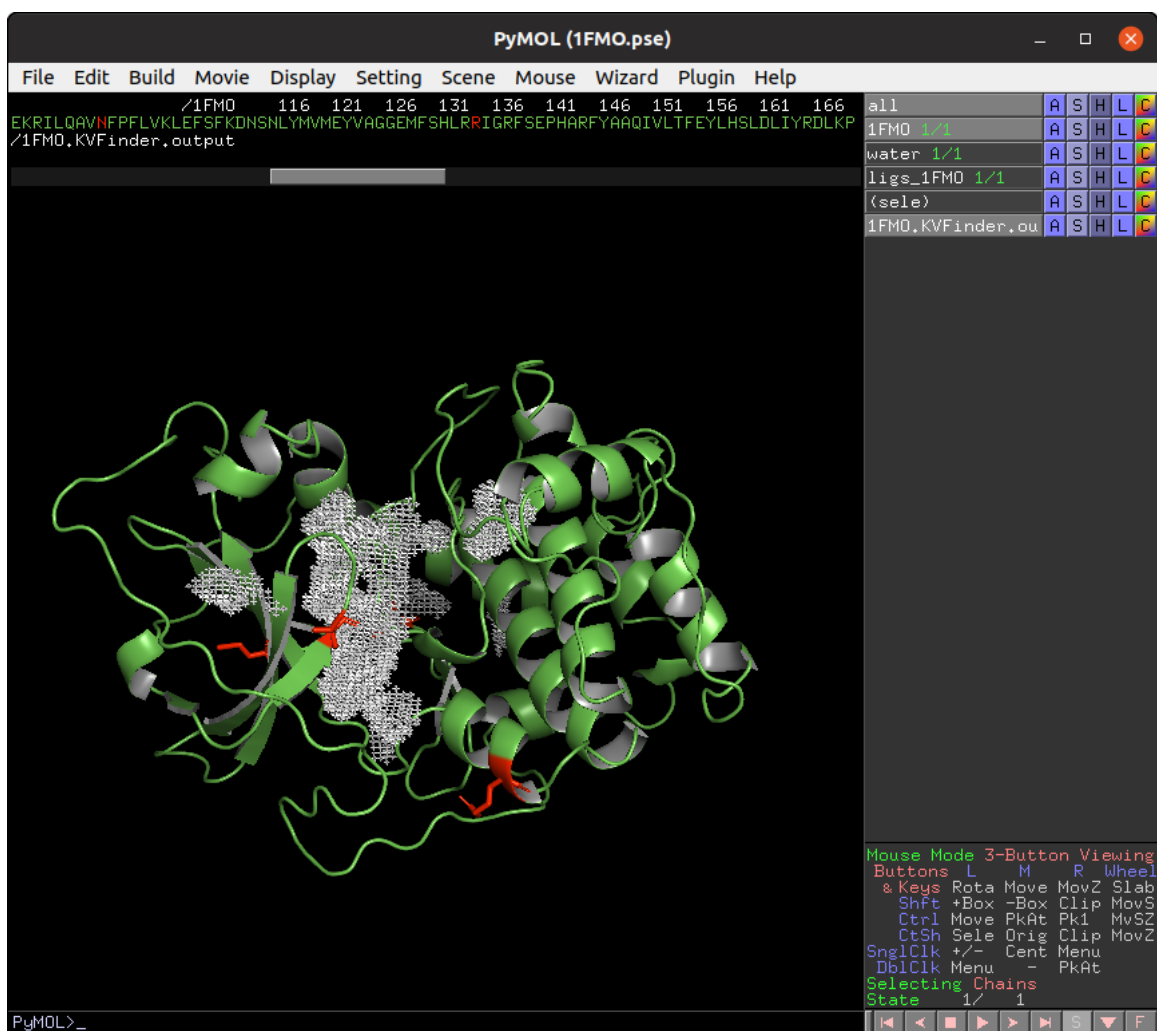 PyMOL (1FMO.pse)
File Edit Build Movie Display Setting Scene Mouse Wizard Plugin Help
/1FMO 116 121 126 131 136 141 146 151 156 161 166
EKRILQAVNFPFLVKLEFSFKDNSNLYMVMEYVAGGEMFSHLRRIGRFSEPHARFYAAQIVLTFEYLHSLDLIYRDLKP
/1FMO.KVFinder.output
all A S H L C
1FMO 1/1 A S H L C
water 1/1 A S H L C
ligs_1FMO 1/1 A S H L C
(sele) A S H L C
1FMO.KVFinder.ou A S H L C
Mouse Mode 3-Button Viewing
Buttons L M R Wheel
& Keys Rota Move MovZ Slab
Shft +Box -Box Clip MovS
Ctrl Move PkAt Pk1 MvSZ
CtSh Sele Orig Clip MovZ
SnglClk +/- Cent Menu
DblClk Menu - PkAt
Selecting Chains
State 1/ 1
PyMOL>_
S F